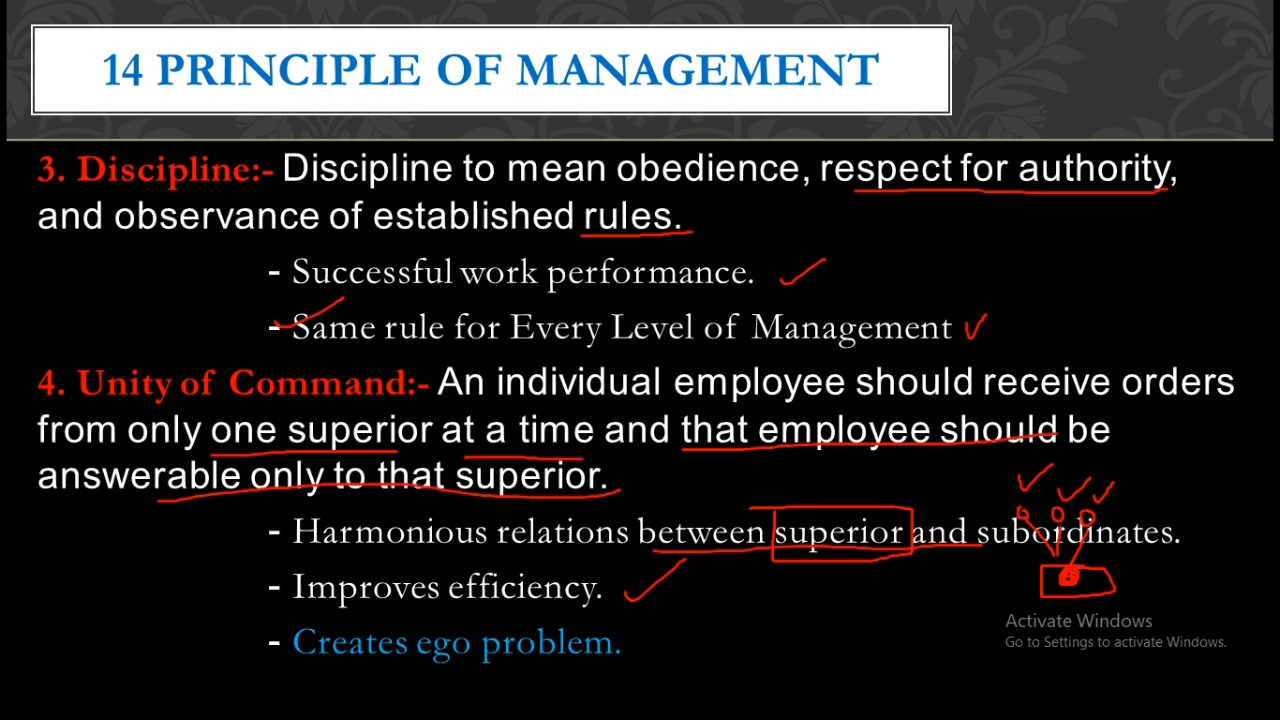 14 PRINCIPLE OF MANAGEMENT
3. Discipline:- Discipline to mean obedience, respect for authority,
and observance of established rules.
- Successful work performance.
- Same rule for Every Level of Management
4. Unity of Command:- An individual employee should receive orders
from only one superior at a time and that employee should be
answerable only to that superior.
- Harmonious relations between superior and subordinates.
- Improves efficiency.
- Creates ego problem.
Activate Windows
Go to Settings to activate Windows.